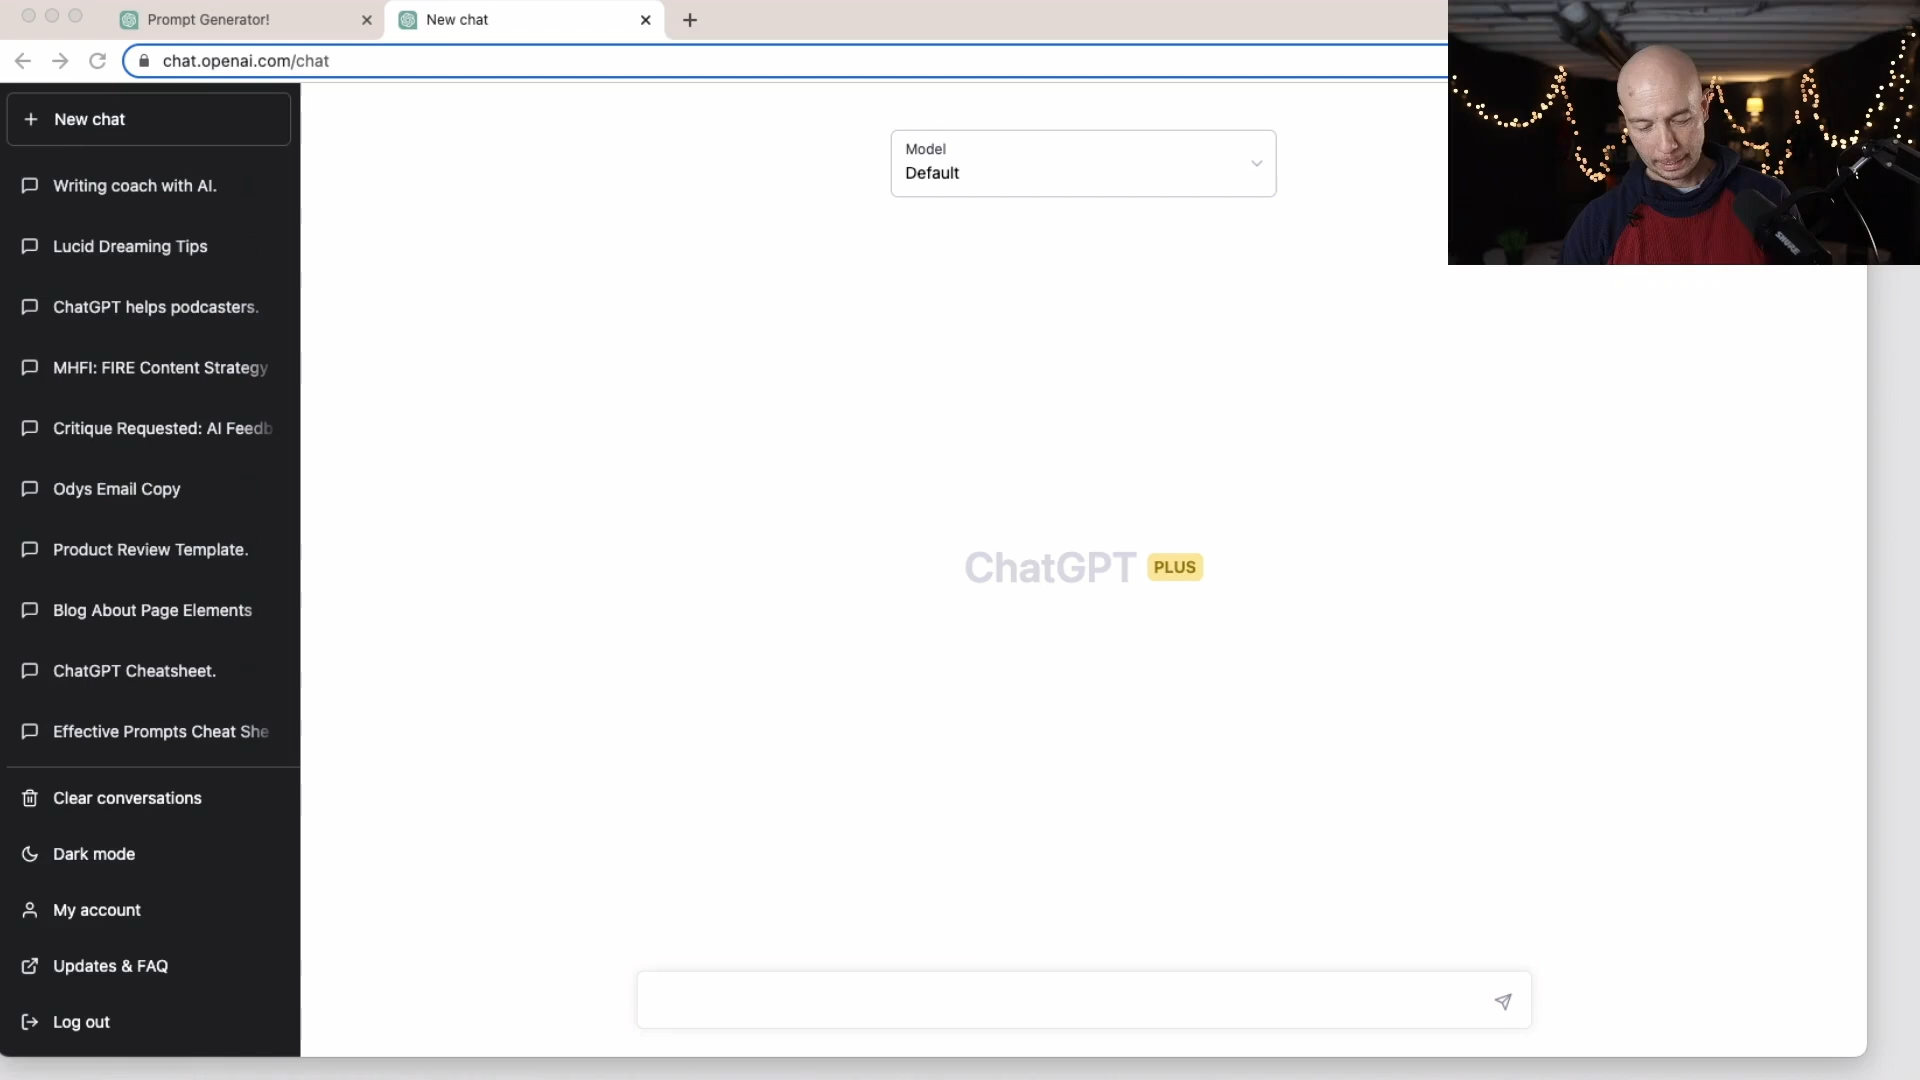 Prompt Generator!
New chat
chat.openai.com/chat
New chat
Writing coach with AI.
Lucid Dreaming Tips
ChatGPT helps podcasters.
MHFI: FIRE Content Strategy
Critique Requested: AI Feedb
Odys Email Copy
Product Review Template.
Blog About Page Elements
ChatGPT Cheatsheet.
Effective Prompts Cheat She
Clear conversations
Dark mode
My account
Updates & FAQ
Log out
Model
Default
ChatGPT PLUS
SHURE